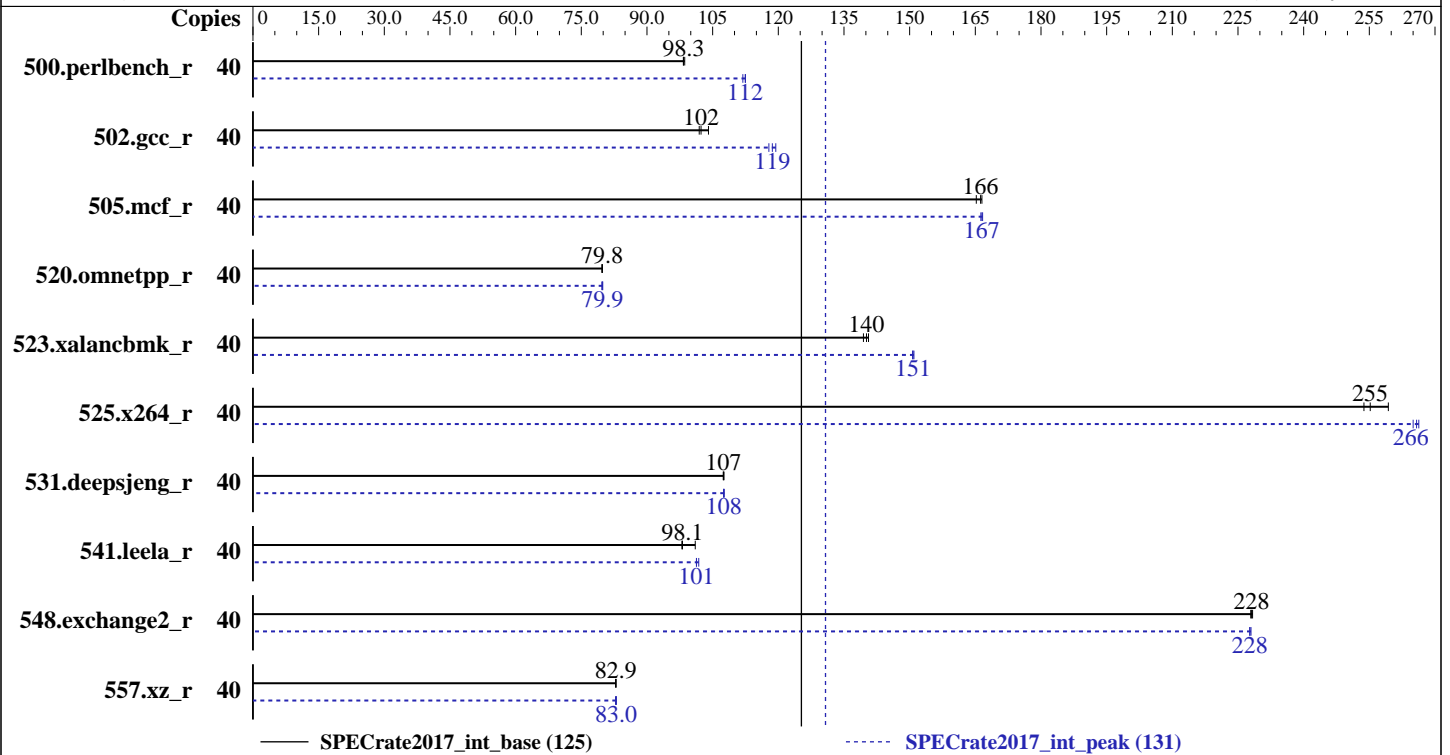 Copies 0 15.0 30.0 45.0 60.0 75.0 90.0 105 120 135 150 165 180 195 210 225 240 255 270
98.3
500.perlbench_r 40
112
102
502.gcc_r 40
119
166
505.mcf_r 40
167
79.8
520.omnetpp_r 40
79.9
140
523.xalancbmk_r 40
151
255
525.x264_r 40
266
107
531.deepsjeng_r 40
108
98.1
541.leela_r 40
101
228
548.exchange2_r 40
228
82.9
557.xz_r 40
83.0
SPECrate2017_int_base (125) SPECrate2017_int_peak (131)